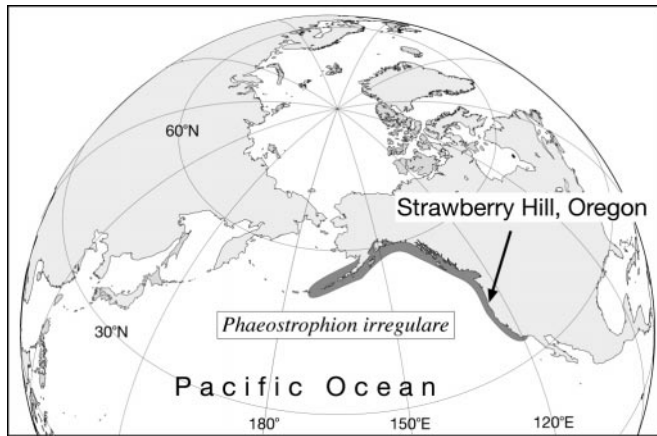 60°N
Strawberry Hill, Oregon
30°N
Phaeostrophion irregulare
Pacific Ocean
180°
150°E
120°E